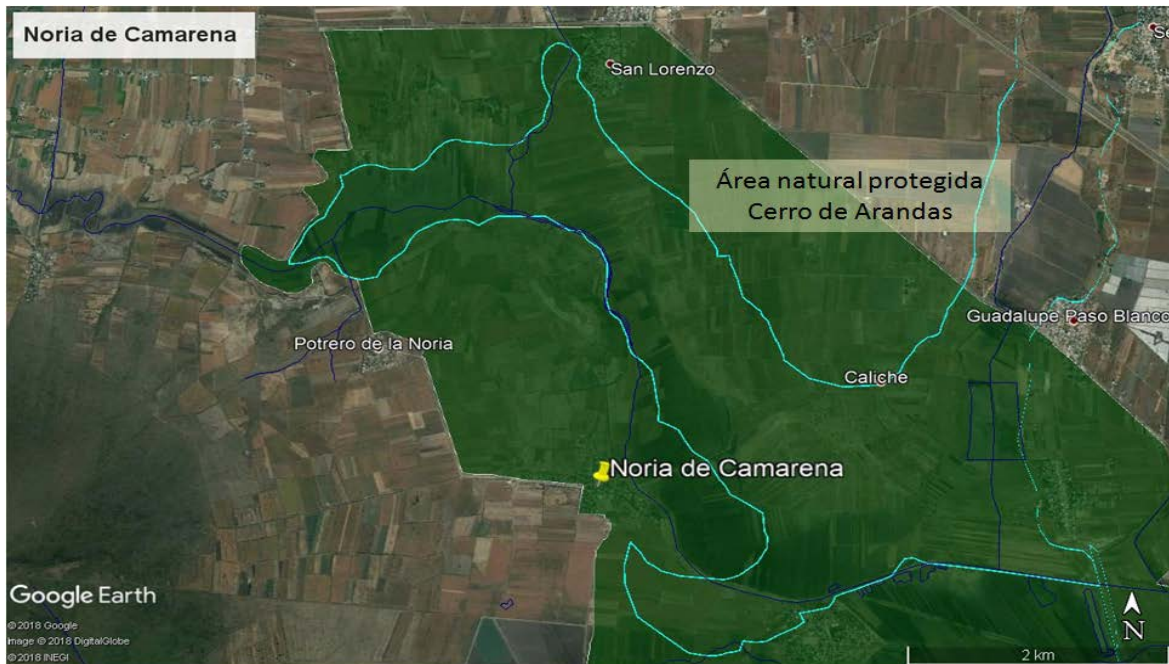 Noria de Camarena
San Lorenzo
Se
Área natural protegida
Cerro de Arandas
Guadalupe Paso Blanco
Potrero de la Noria
Caliche
Noria de Camarena
Google Earth
© 2018 Google
Image © 2018 DigitalGlobe
© 2018 INEGI
N
2 km